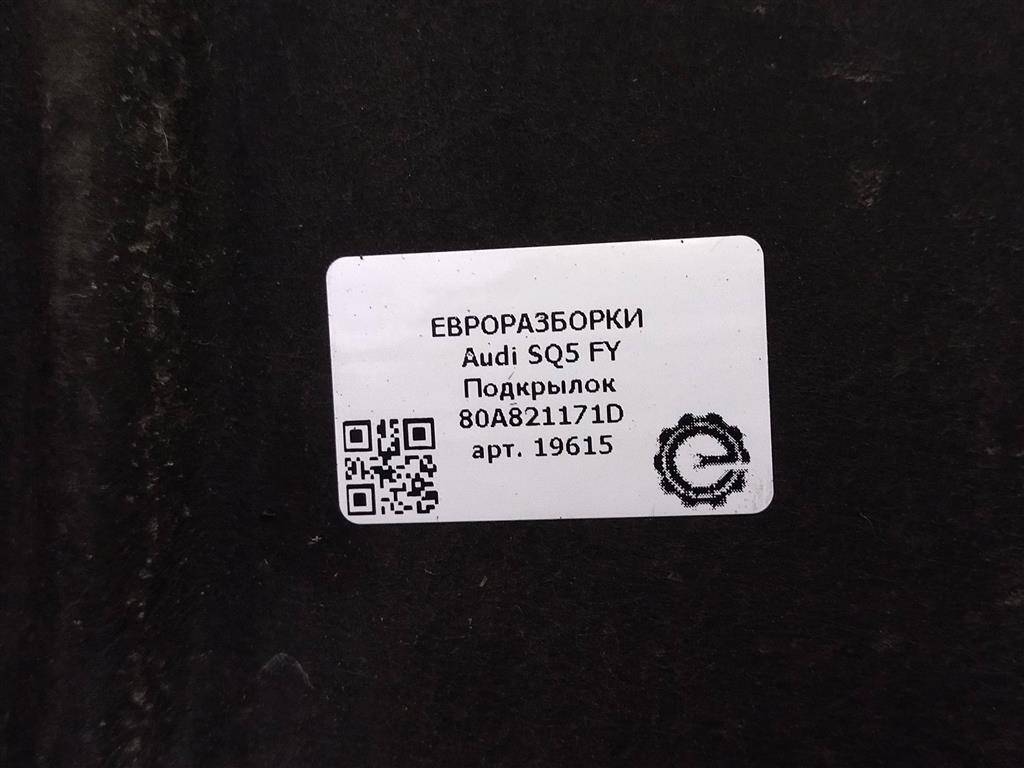 ЕВРОРАЗБОРКИ
Audi SQ5 FY
Подкрылок
80A821171D
арт. 19615